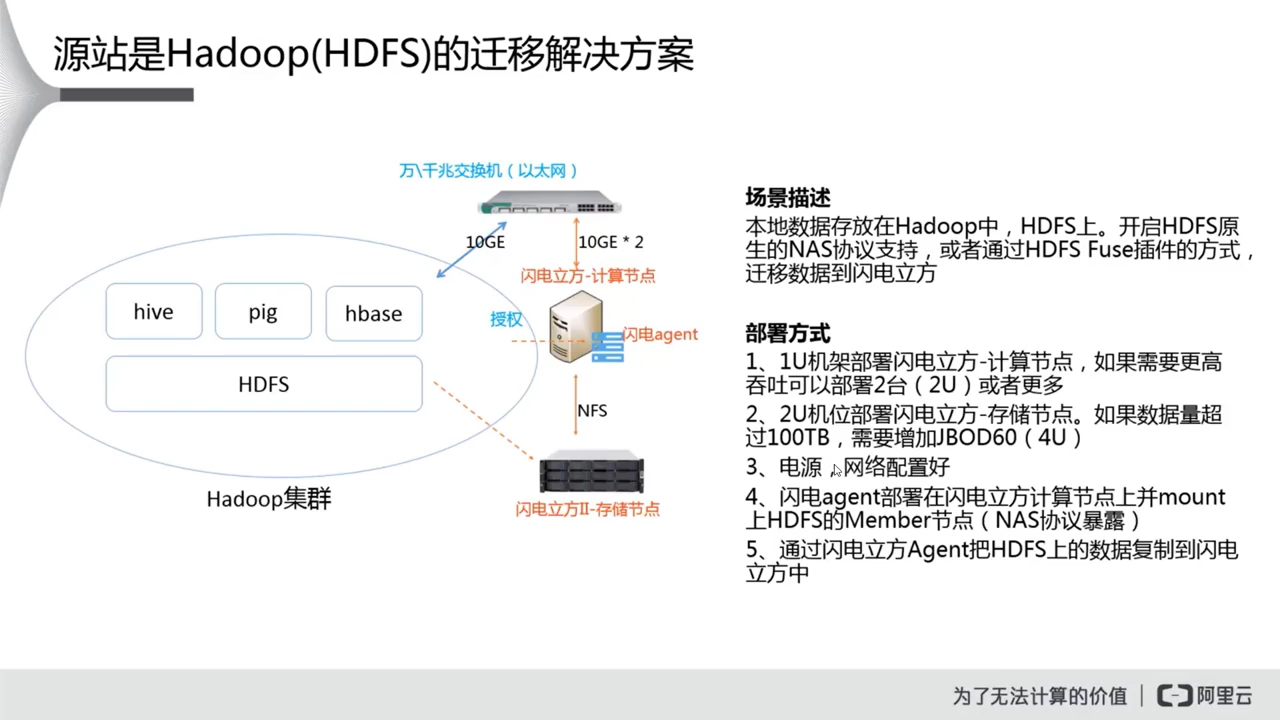 源站是Hadoop(HDFS)的迁移解决方案
万\千兆交换机（以太网）
10GE
10GE * 2
闪电立方-计算节点
hive
pig
hbase
授权
闪电agent
HDFS
NFS
Hadoop集群
闪电立方II-存储节点
场景描述
本地数据存放在Hadoop中，HDFS上。开启HDFS原
生的NAS协议支持，或者通过HDFS Fuse插件的方式，
迁移数据到闪电立方
部署方式
1、1U机架部署闪电立方-计算节点，如果需要更高
吞吐可以部署2台（2U）或者更多
2、2U机位部署闪电立方-存储节点。如果数据量超
过100TB，需要增加JBOD60（4U）
3、电源，网络配置好
4、闪电agent部署在闪电立方计算节点上并mount
上HDFS的Member节点（NAS协议暴露）
5、通过闪电立方Agent把HDFS上的数据复制到闪电
立方中
为了无法计算的价值 | 阿里云